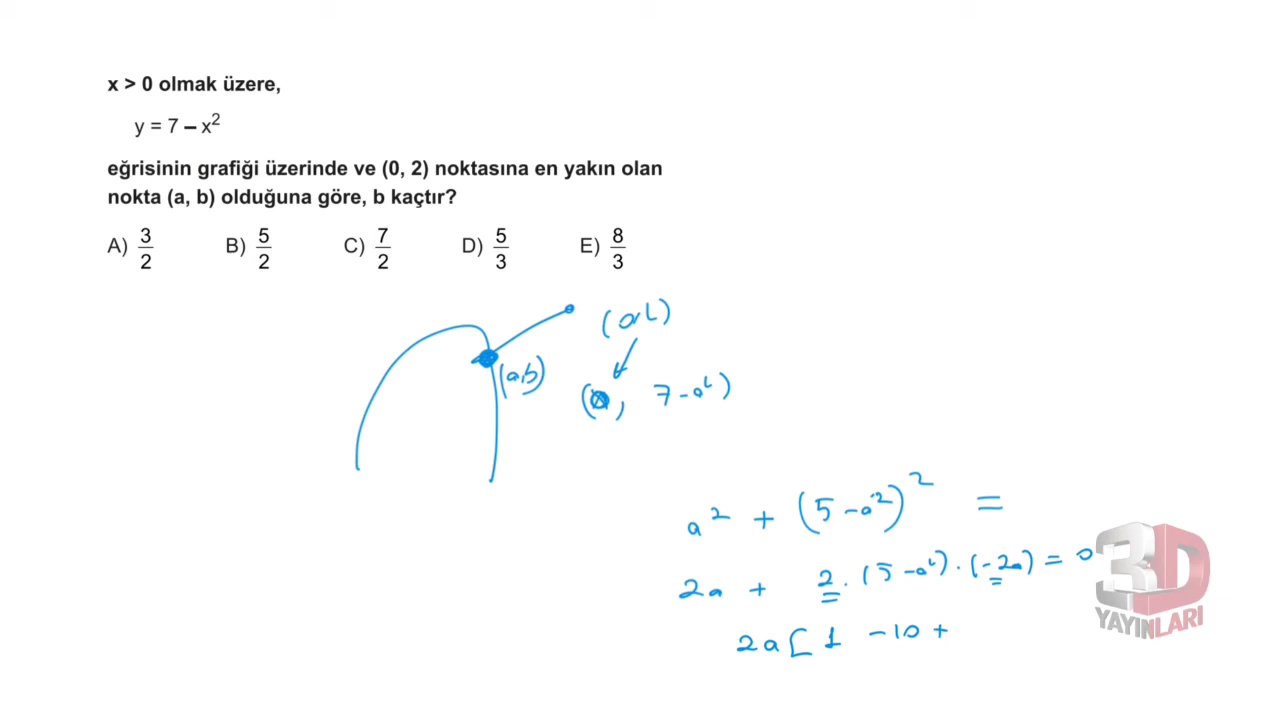 x > 0 olmak üzere,
y = 7 – x²
eğrisinin grafiği üzerinde ve (0, 2) noktasına en yakın olan
nokta (a, b) olduğuna göre, b kaçtır?
A) 3/2 B) 5/2 C) 7/2 D) 5/3 E) 8/3
(a,b)
7-a²)
a² + (5-a²)² =
2a + 2.(5-a²).(-2a) = 0
2a[1 -10 +
3D
YAYINLARI